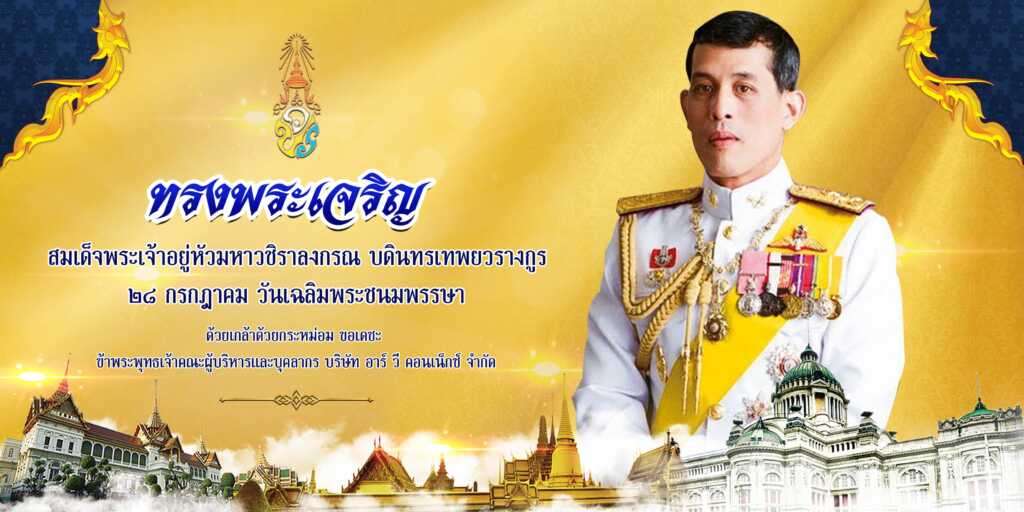 ทรงพระเจริญ
สมเด็จพระเจ้าอยู่หัวมหาวชิราลงกรณ บดินทรเทพยวรางกูร
๒๘ กรกฎาคม วันเฉลิมพระชนมพรรษา
ด้วยเกล้าด้วยกระหม่อม ขอเดชะ
ข้าพระพุทธเจ้าคณะผู้บริหารและบุคลากร บริษัท อาร์ วี คอนเน็กซ์ จำกัด